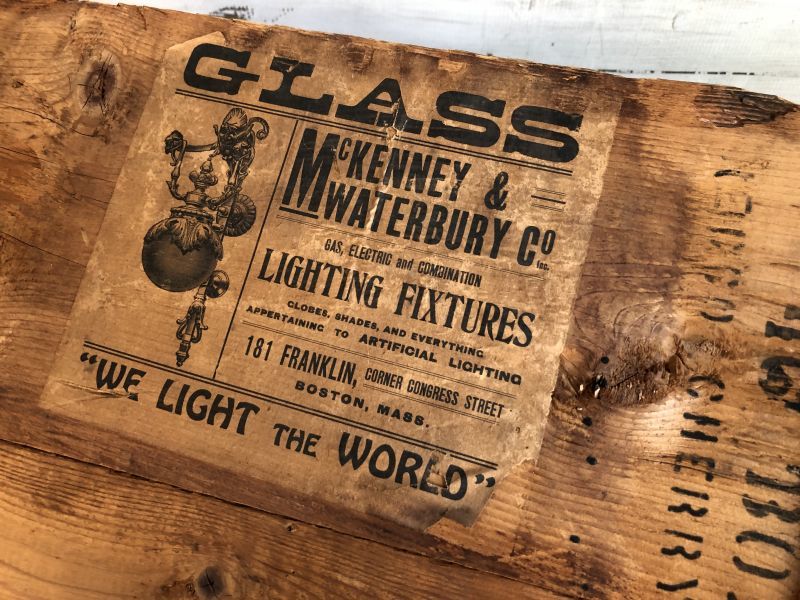 GLASS
McKENNEY &
WATERBURY Co
Inc.
GAS, ELECTRIC and COMBINATION
LIGHTING FIXTURES
GLOBES, SHADES, AND EVERYTHING
APPERTAINING TO ARTIFICIAL LIGHTING
181 FRANKLIN, CORNER CONGRESS STREET
BOSTON, MASS.
"WE LIGHT THE WORLD"